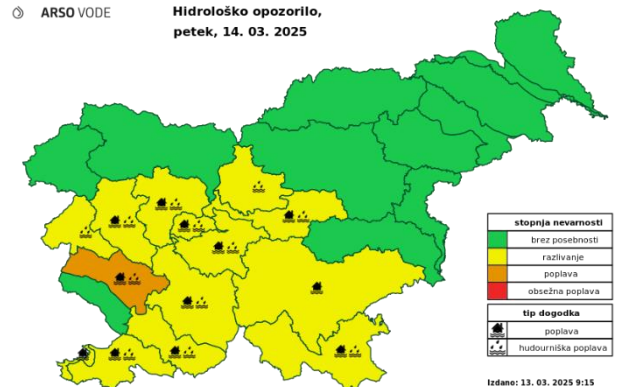 ARSO VODE
Hidrološko opozorilo,
petek, 14. 03. 2025
stopnja nevarnosti
brez posebnosti
razlivanje
poplava
obsežna poplava
tip dogodka
poplava
hudourniška poplava
Izdano: 13. 03. 2025 9:15